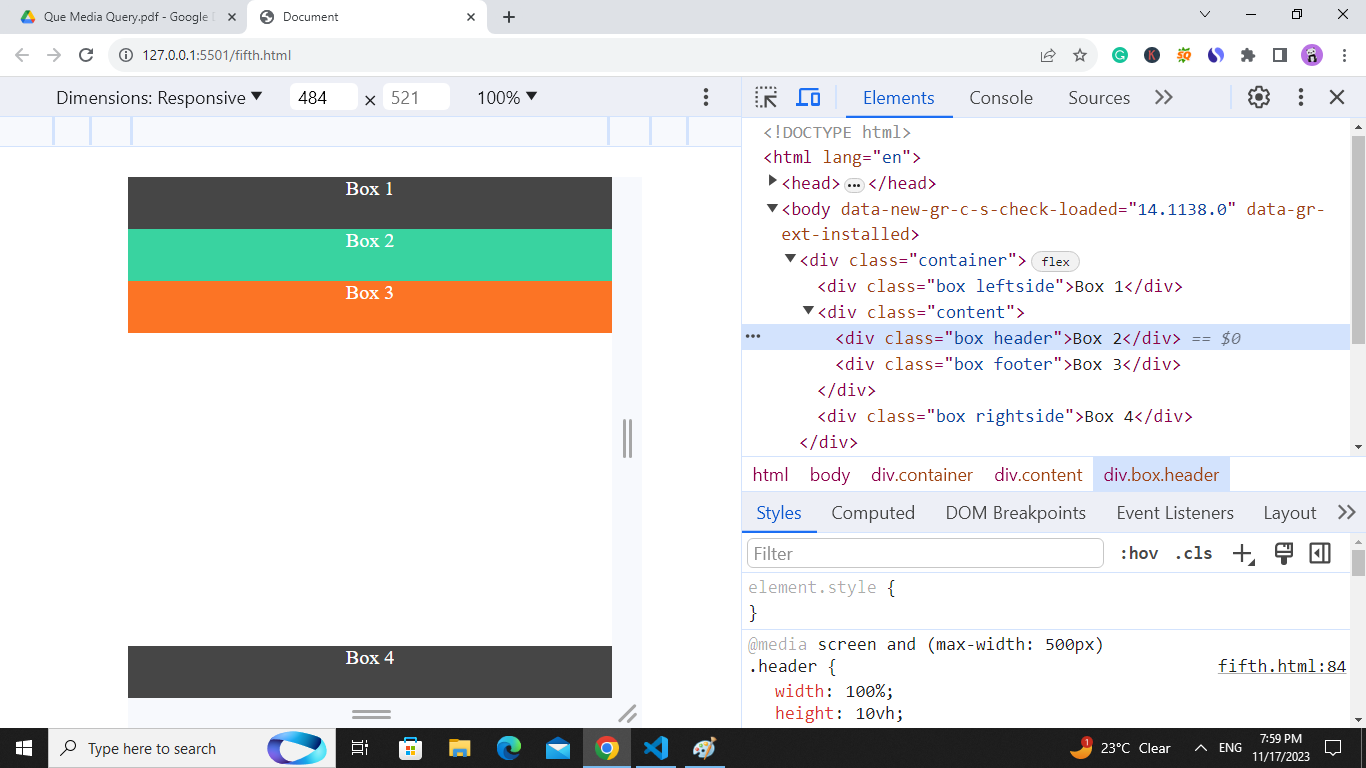 Que Media Query.pdf - Google
Document
127.0.0.1:5501/fifth.html
Dimensions: Responsive 484 × 521 100%
Elements Console Sources
Box 1
Box 2
Box 3
Box 4
<!DOCTYPE html>
<html lang="en">
<head> ••• </head>
<body data-new-gr-c-s-check-loaded="14.1138.0" data-gr-
ext-installed>
<div class="container"> flex
<div class="box leftside">Box 1</div>
<div class="content">
<div class="box header">Box 2</div> == $0
<div class="box footer">Box 3</div>
</div>
<div class="box rightside">Box 4</div>
</div>
html body div.container div.content div.box.header
Styles Computed DOM Breakpoints Event Listeners Layout
Filter :hov .cls
element.style {
}
@media screen and (max-width: 500px)
.header { fifth.html:84
width: 100%;
height: 10vh;
Type here to search
23°C Clear
ENG
7:59 PM
11/17/2023